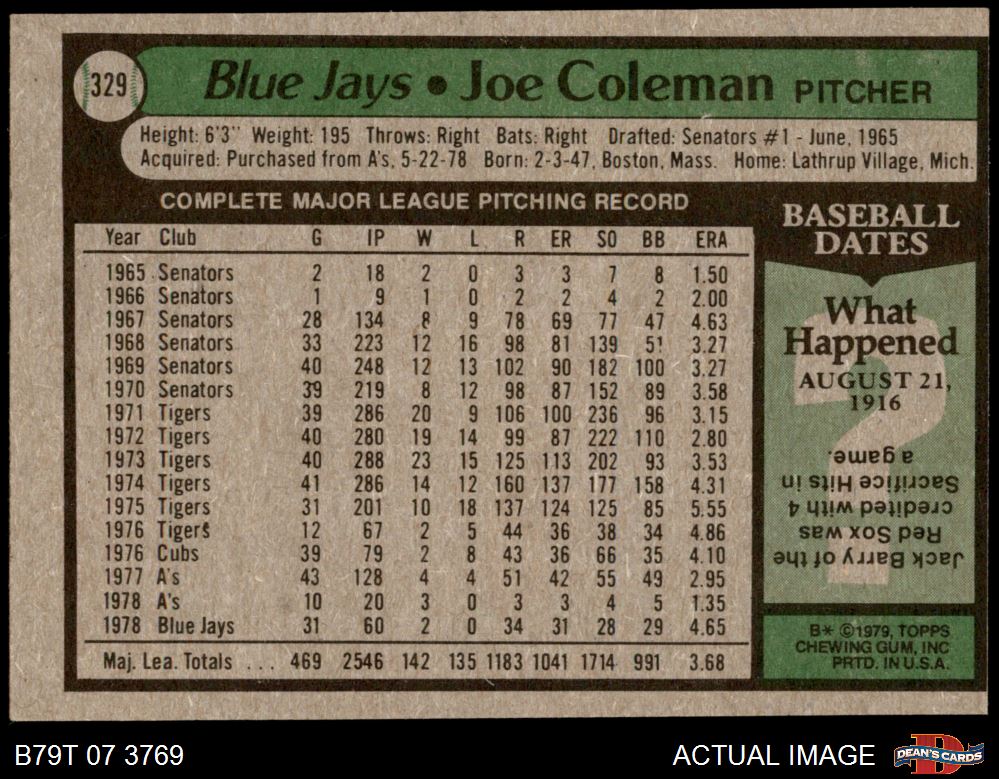 329
Blue Jays • Joe Coleman PITCHER
Height: 6'3" Weight: 195 Throws: Right Bats: Right Drafted: Senators #1 - June, 1965
Acquired: Purchased from A's, 5-22-78 Born: 2-3-47, Boston, Mass. Home: Lathrup Village, Mich.
COMPLETE MAJOR LEAGUE PITCHING RECORD
Year Club G IP W L R ER SO BB ERA
1965 Senators 2 18 2 0 3 3 7 8 1.50
1966 Senators 1 9 1 0 2 2 4 2 2.00
1967 Senators 28 134 8 9 78 69 77 47 4.63
1968 Senators 33 223 12 16 98 81 139 51 3.27
1969 Senators 40 248 12 13 102 90 182 100 3.27
1970 Senators 39 219 8 12 98 87 152 89 3.58
1971 Tigers 39 286 20 9 106 100 236 96 3.15
1972 Tigers 40 280 19 14 99 87 222 110 2.80
1973 Tigers 40 288 23 15 125 113 202 93 3.53
1974 Tigers 41 286 14 12 160 137 177 158 4.31
1975 Tigers 31 201 10 18 137 124 125 85 5.55
1976 Tigers 12 67 2 5 44 36 38 34 4.86
1976 Cubs 39 79 2 8 43 36 66 35 4.10
1977 A's 43 128 4 4 51 42 55 49 2.95
1978 A's 10 20 3 0 3 3 4 5 1.35
1978 Blue Jays 31 60 2 0 34 31 28 29 4.65
Maj. Lea. Totals ... 469 2546 142 135 1183 1041 1714 991 3.68
BASEBALL
DATES
What
Happened
AUGUST 21,
1916
?
Jack Barry of the
Red Sox was
credited with 4
Sacrifice Hits in
a game.
B* ©1979, TOPPS
CHEWING GUM, INC
PRTD. IN U.S.A.
B79T 07 3769
ACTUAL IMAGE
DEAN'S CARDS